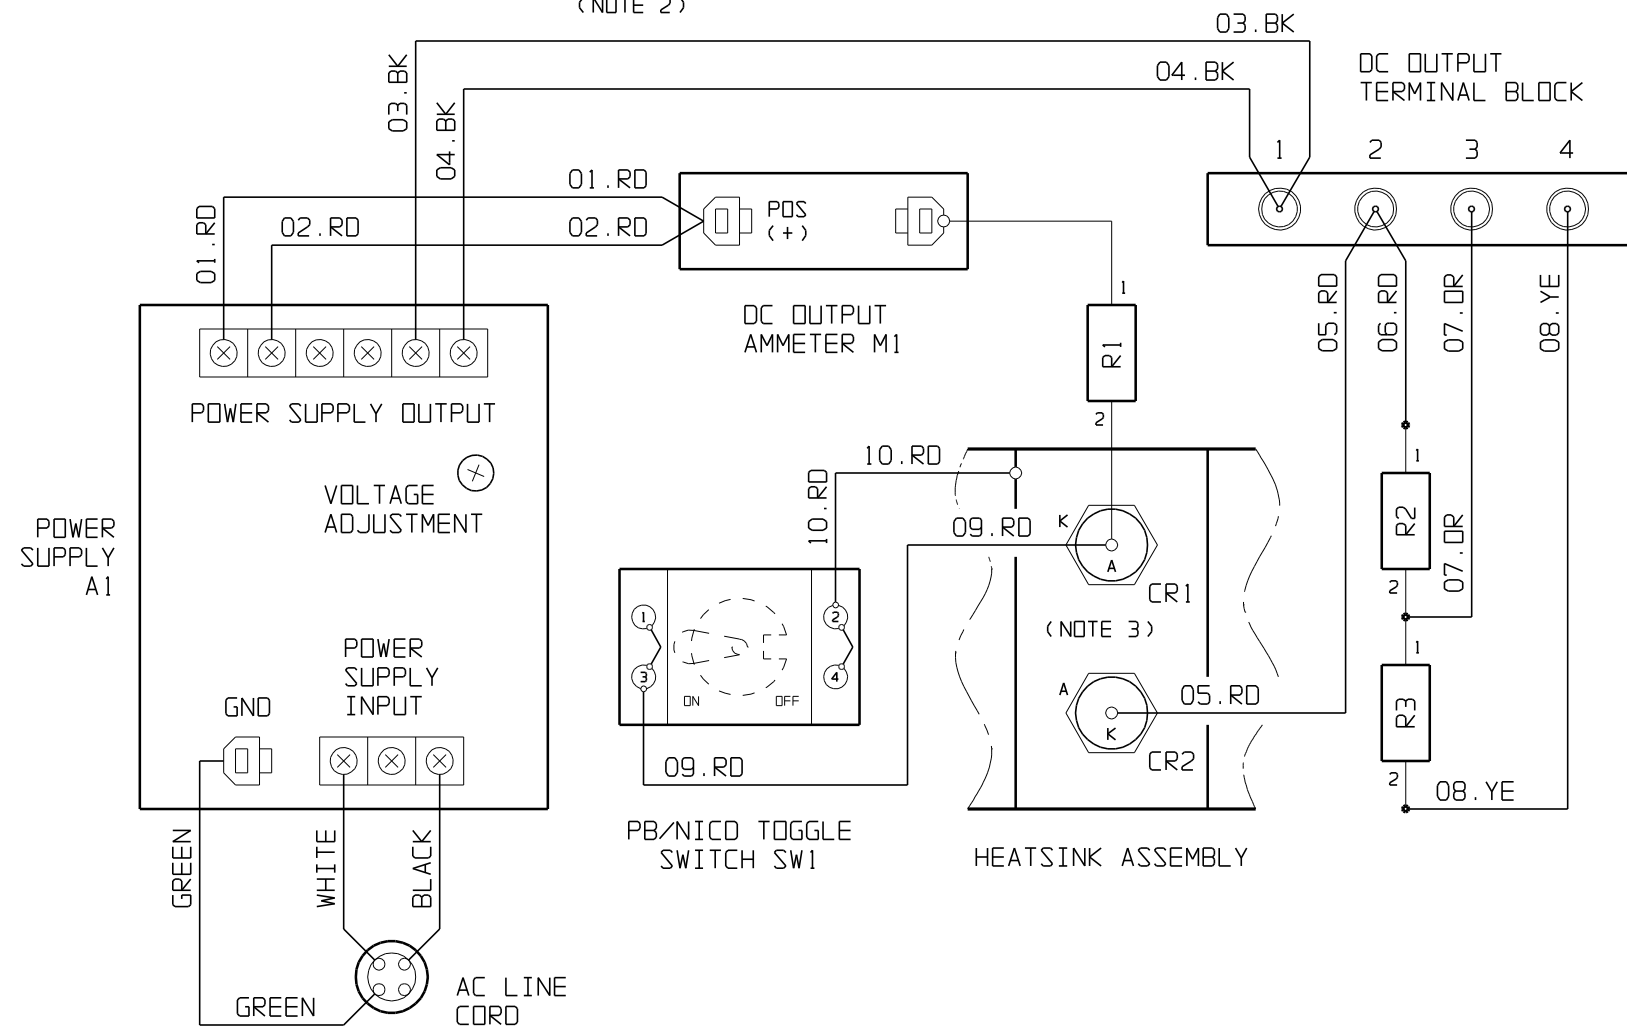 (NOTE 2)
03.BK
04.BK
03.BK
04.BK
DC OUTPUT
TERMINAL BLOCK
1 2 3 4
01.RD
01.RD
02.RD
02.RD
POS
(+)
DC OUTPUT
AMMETER M1
1
R1
2
05.RD
06.RD
07.OR
08.YE
POWER SUPPLY OUTPUT
VOLTAGE
ADJUSTMENT
POWER
SUPPLY
A1
POWER
SUPPLY
INPUT
GND
10.RD
10.RD
09.RD
K
A
CR1
(NOTE 3)
A
K
CR2
05.RD
1
R2
2
07.OR
1
R3
2
08.YE
1
2
3
4
ON OFF
09.RD
PB/NICD TOGGLE
SWITCH SW1
HEATSINK ASSEMBLY
GREEN
WHITE
BLACK
GREEN
AC LINE
CORD